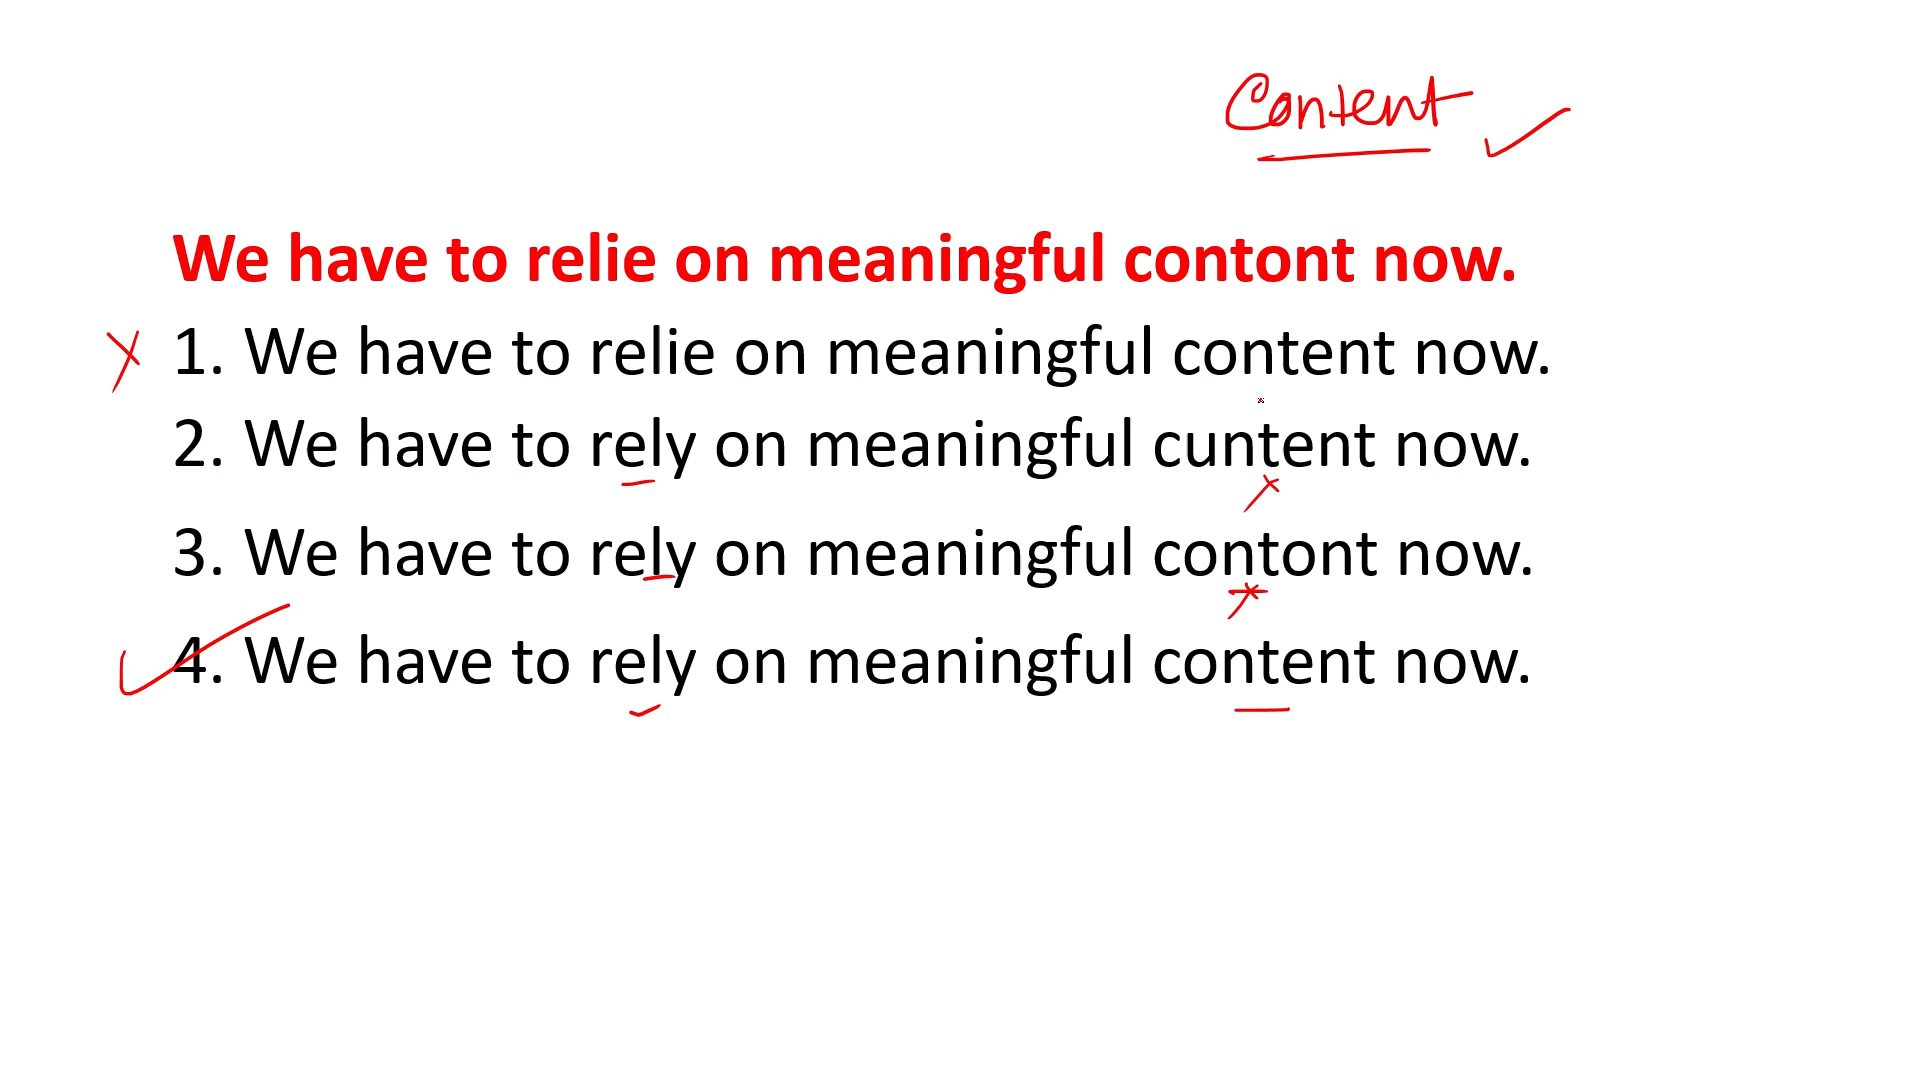 Content
We have to relie on meaningful contont now.
1. We have to relie on meaningful content now.
2. We have to rely on meaningful cuntent now.
3. We have to rely on meaningful contont now.
4. We have to rely on meaningful content now.